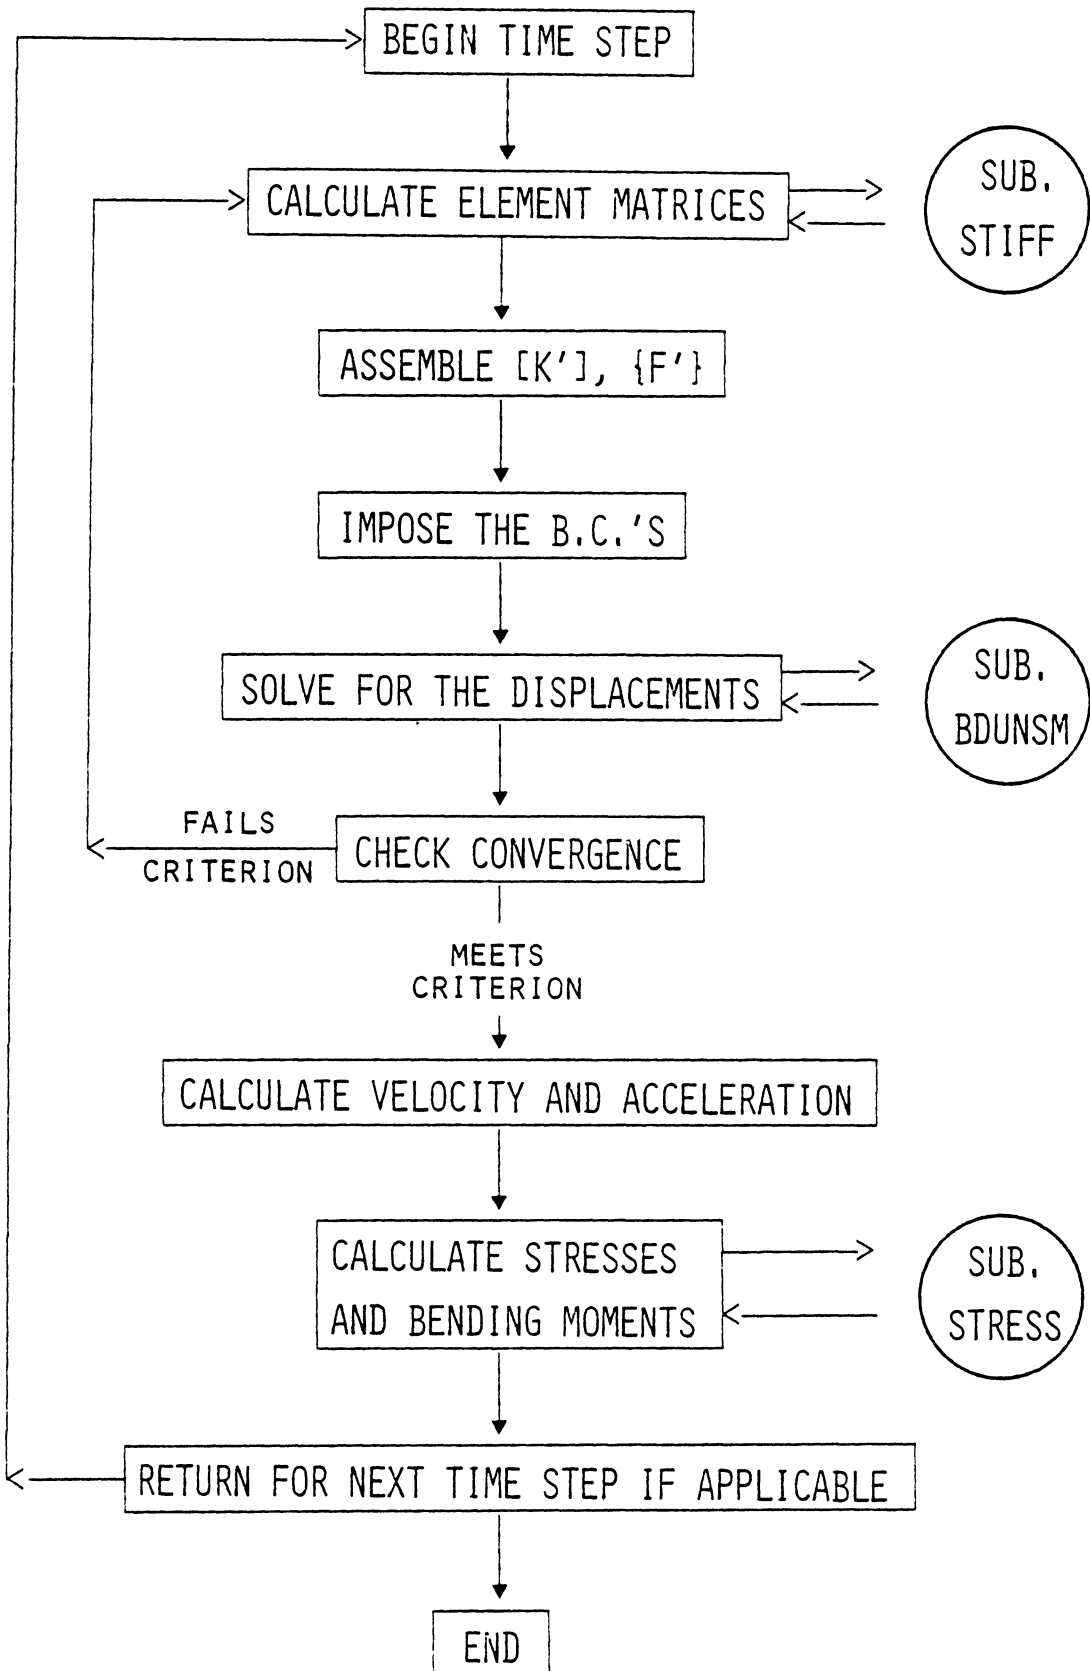 BEGIN TIME STEP
CALCULATE ELEMENT MATRICES
SUB.
STIFF
ASSEMBLE [K'], {F'}
IMPOSE THE B.C.'S
SOLVE FOR THE DISPLACEMENTS
SUB.
BDUNSM
FAILS
CRITERION
CHECK CONVERGENCE
MEETS
CRITERION
CALCULATE VELOCITY AND ACCELERATION
CALCULATE STRESSES
AND BENDING MOMENTS
SUB.
STRESS
RETURN FOR NEXT TIME STEP IF APPLICABLE
END